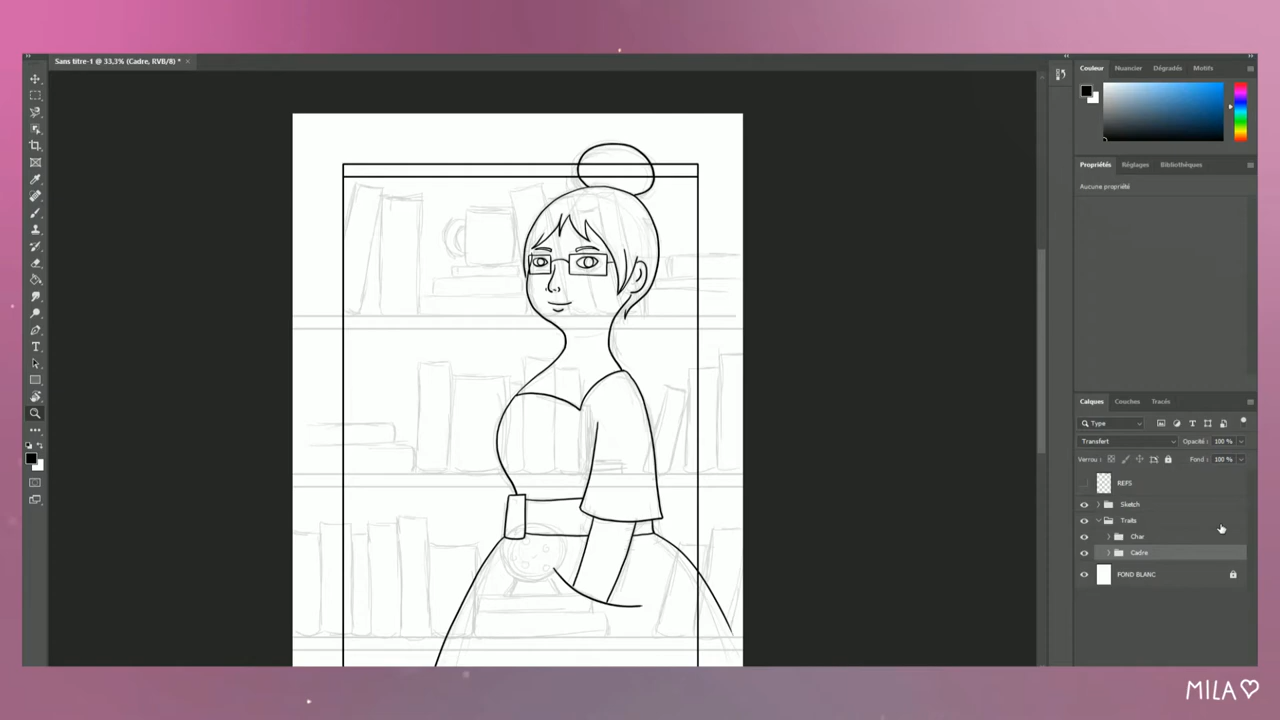 Sans titre-1 @ 33,3% (Cadre, RVB/8) * ×
Couleur Nuancier Dégradés Motifs
Propriétés Réglages Bibliothèques
Aucune propriété
Calques Couches Tracés
Type
Transfert Opacité : 100 %
Verrou : Fond : 100 %
REFS
Sketch
Traits
Char
Cadre
FOND BLANC
MILA